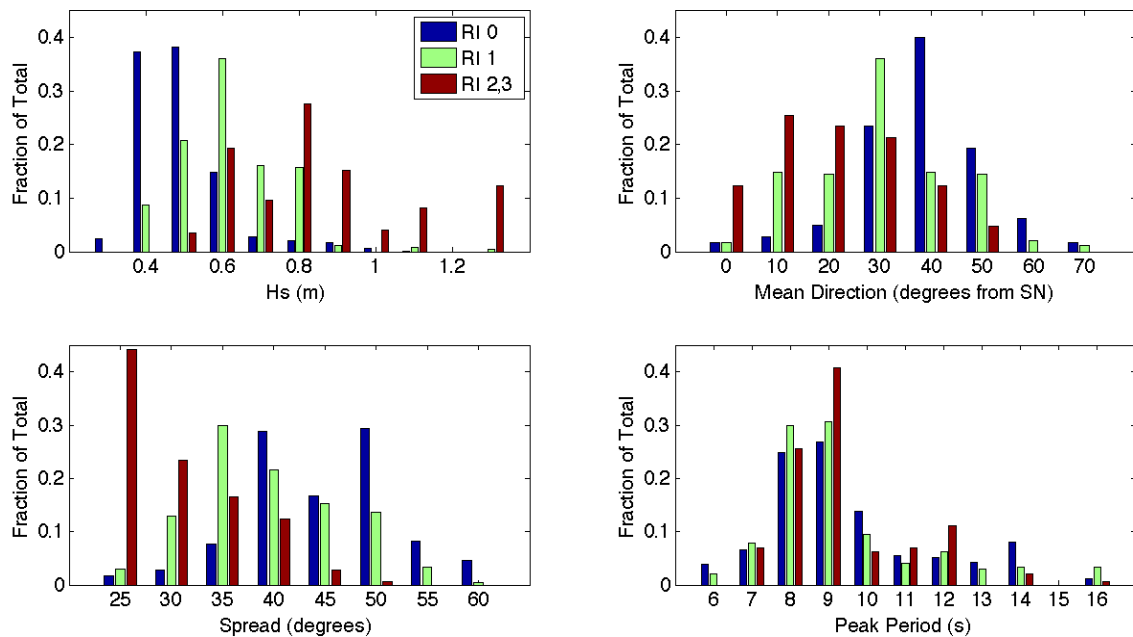 0.4
0.3
0.2
0.1
0
Fraction of Total
0.4 0.6 0.8 1 1.2
Hs (m)
RI 0
RI 1
RI 2,3
0.4
0.3
0.2
0.1
0
Fraction of Total
0 10 20 30 40 50 60 70
Mean Direction (degrees from SN)
0.4
0.3
0.2
0.1
0
Fraction of Total
25 30 35 40 45 50 55 60
Spread (degrees)
0.4
0.3
0.2
0.1
0
Fraction of Total
6 7 8 9 10 11 12 13 14 15 16
Peak Period (s)